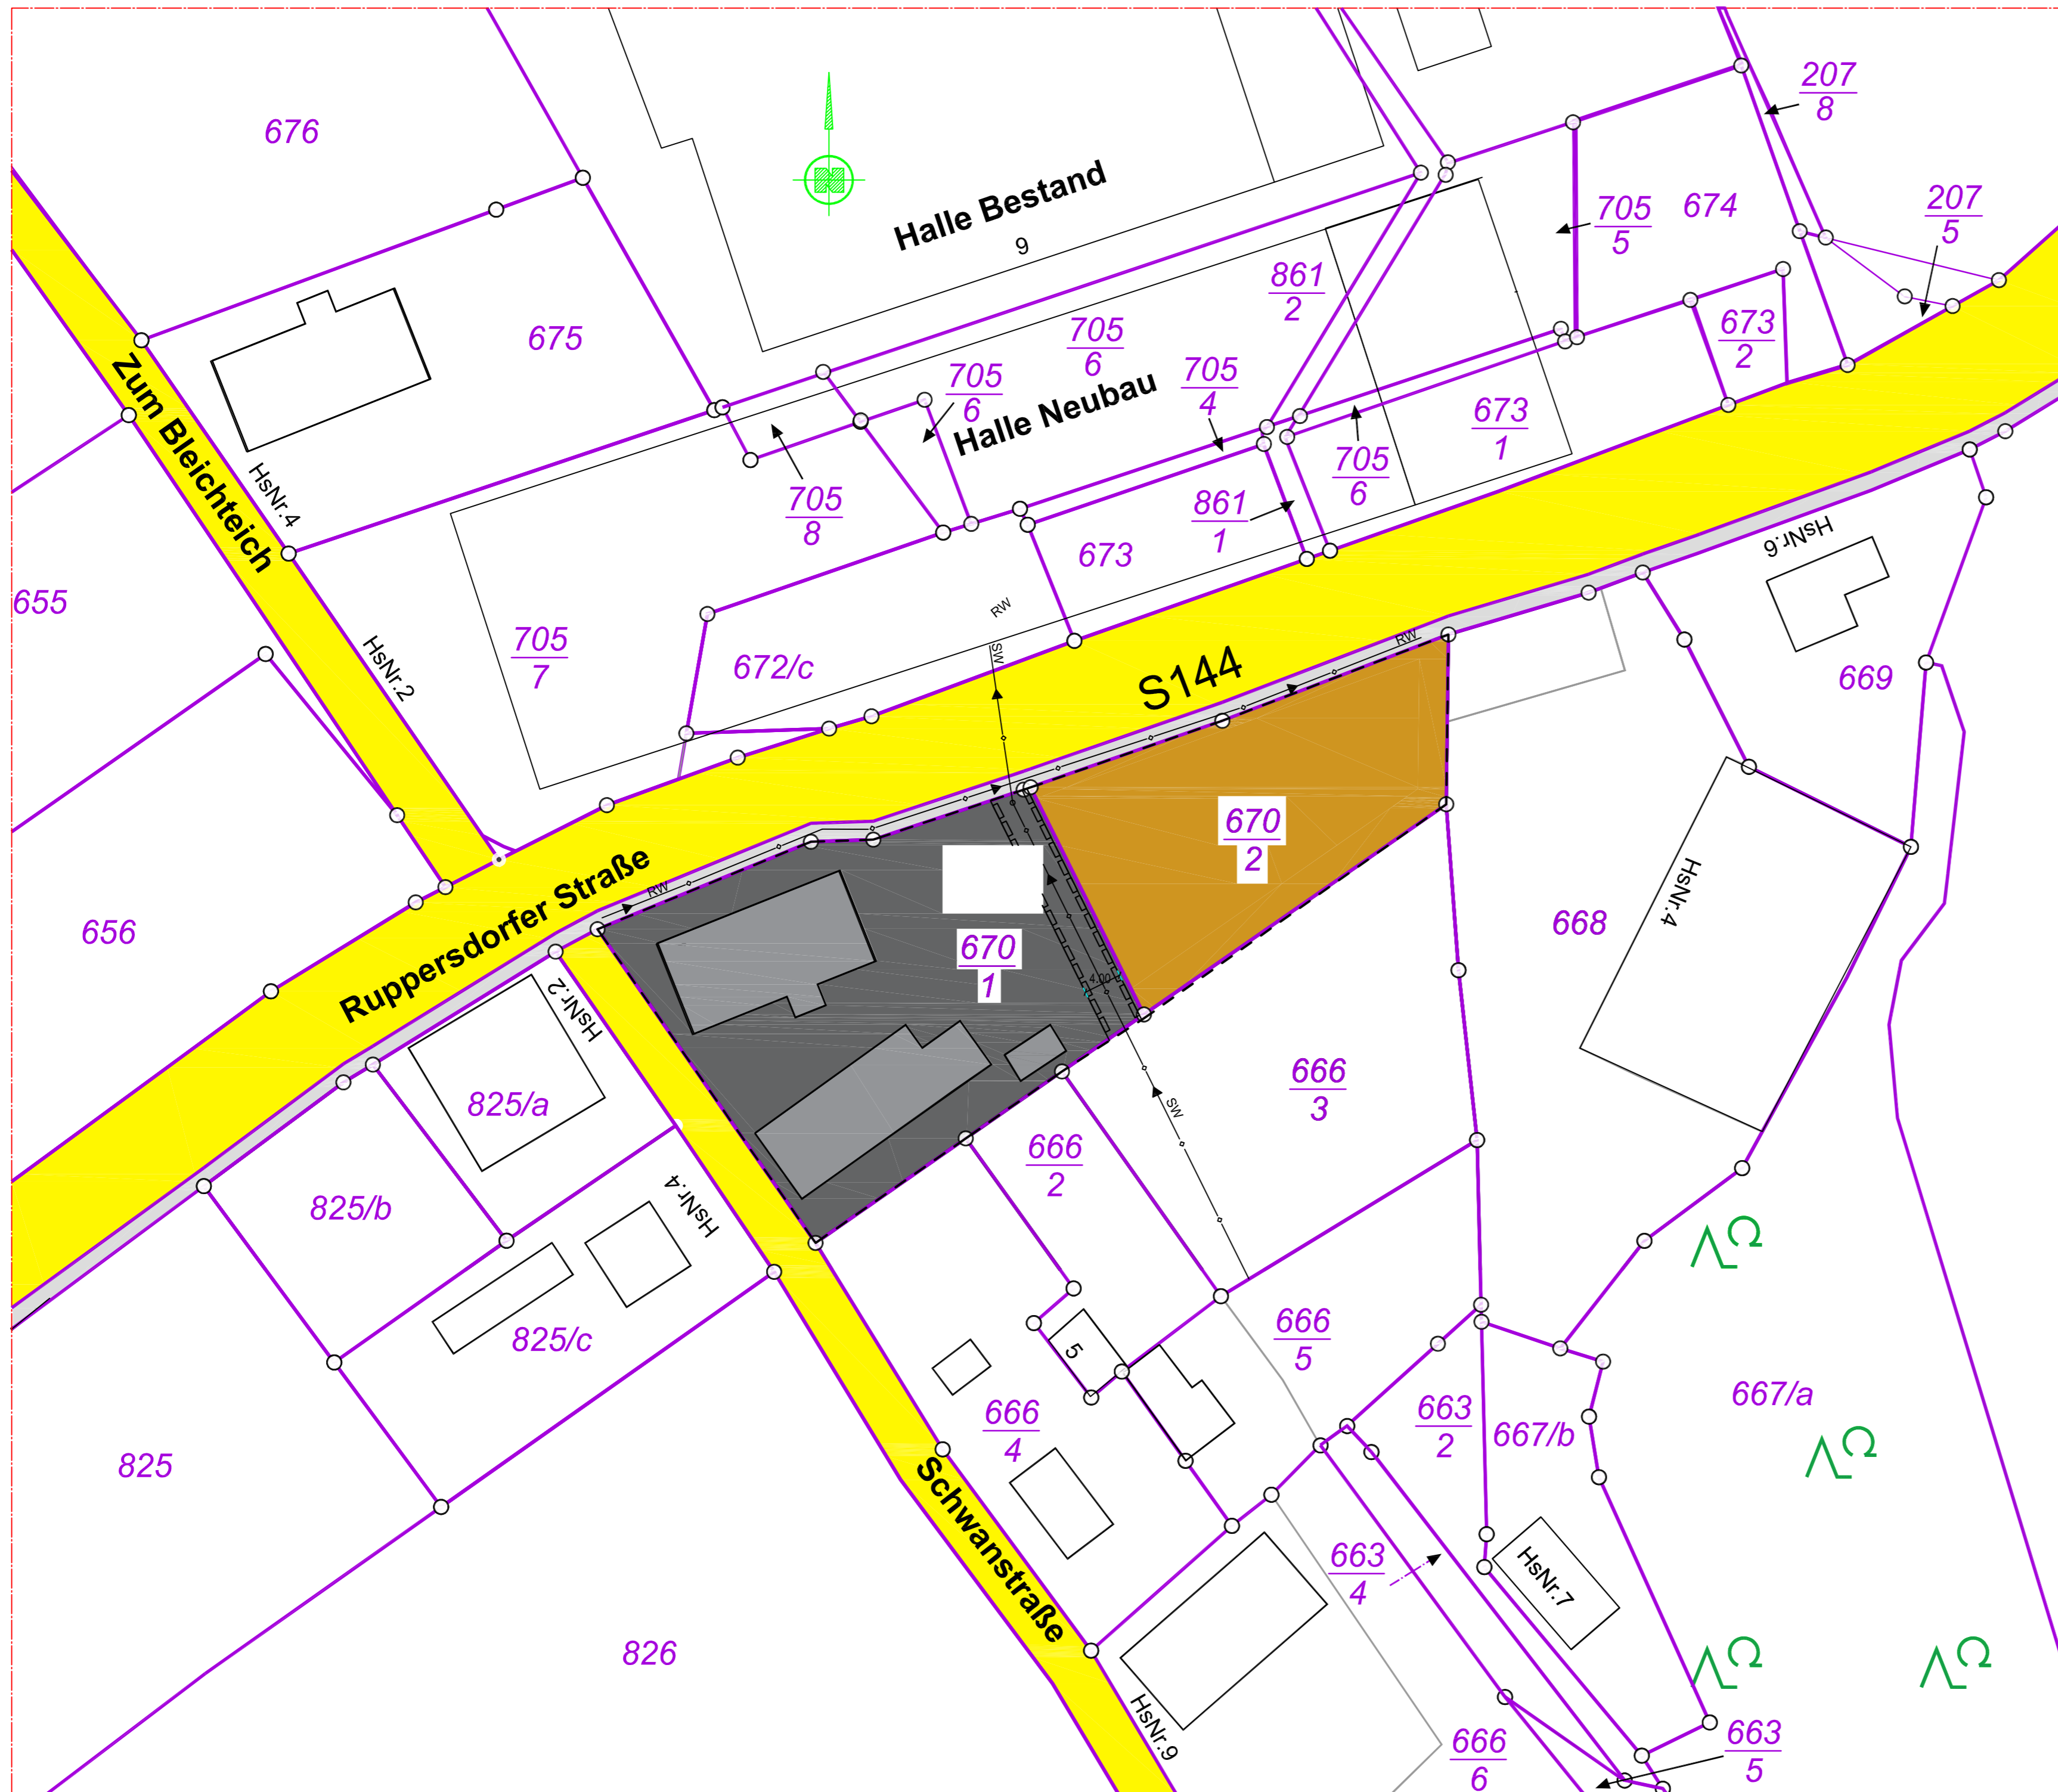 676
207
8
Halle Bestand
9
705
5
674
207
5
861
2
675
705
6
673
2
705
6
705
4
Halle Neubau
673
1
Zum Bleichteich
HsNr.4
705
8
705
6
861
1
673
HsNr.6
655
RW
705
7
672/c
HsNr.2
SW
RW
S144
669
670
2
RW
Ruppersdorfer Straße
656
670
1
4.00
668
HsNr.4
HsNr.2
825/a
666
3
SW
666
2
825/b
HsNr.4
825/c
5
666
5
666
4
663
2
667/b
667/a
825
Schwanstraße
663
4
HsNr.7
826
HsNr.9
666
6
663
5